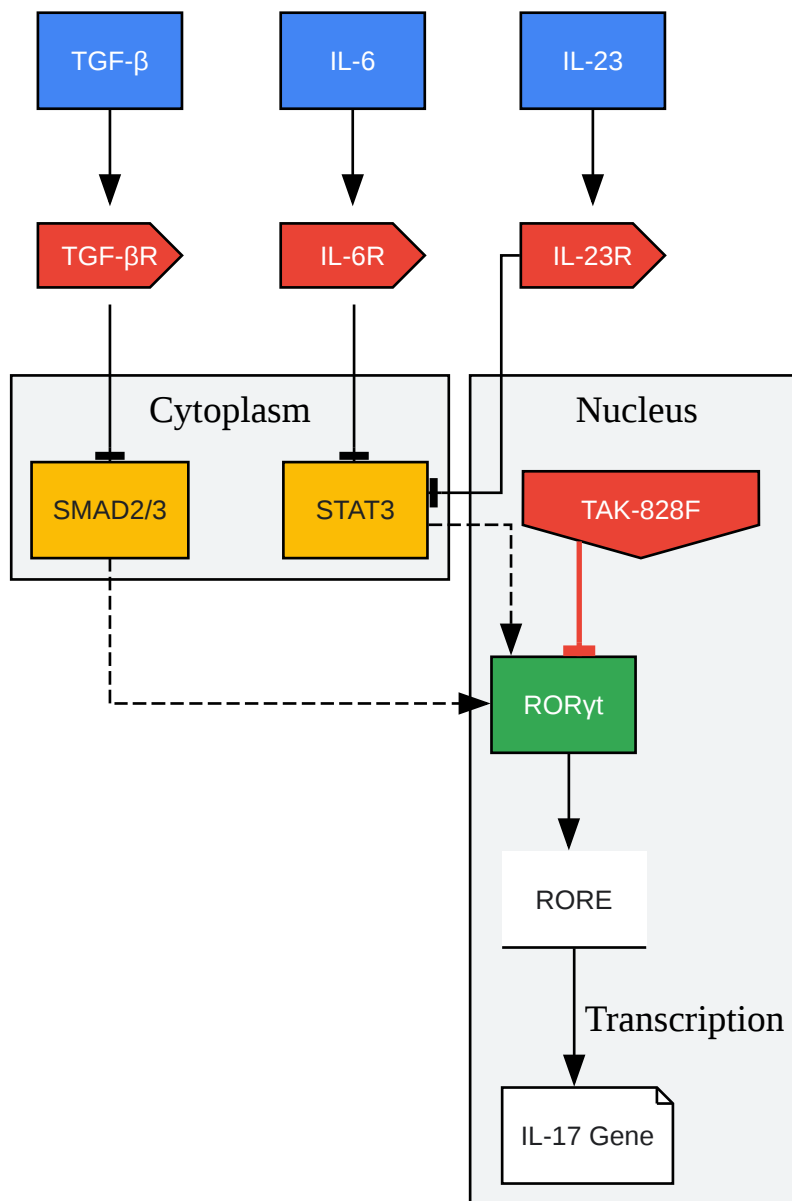 TGF-β
IL-6
IL-23
TGF-βR
IL-6R
IL-23R
Cytoplasm
Nucleus
SMAD2/3
STAT3
TAK-828F
RORγt
RORE
Transcription
IL-17 Gene